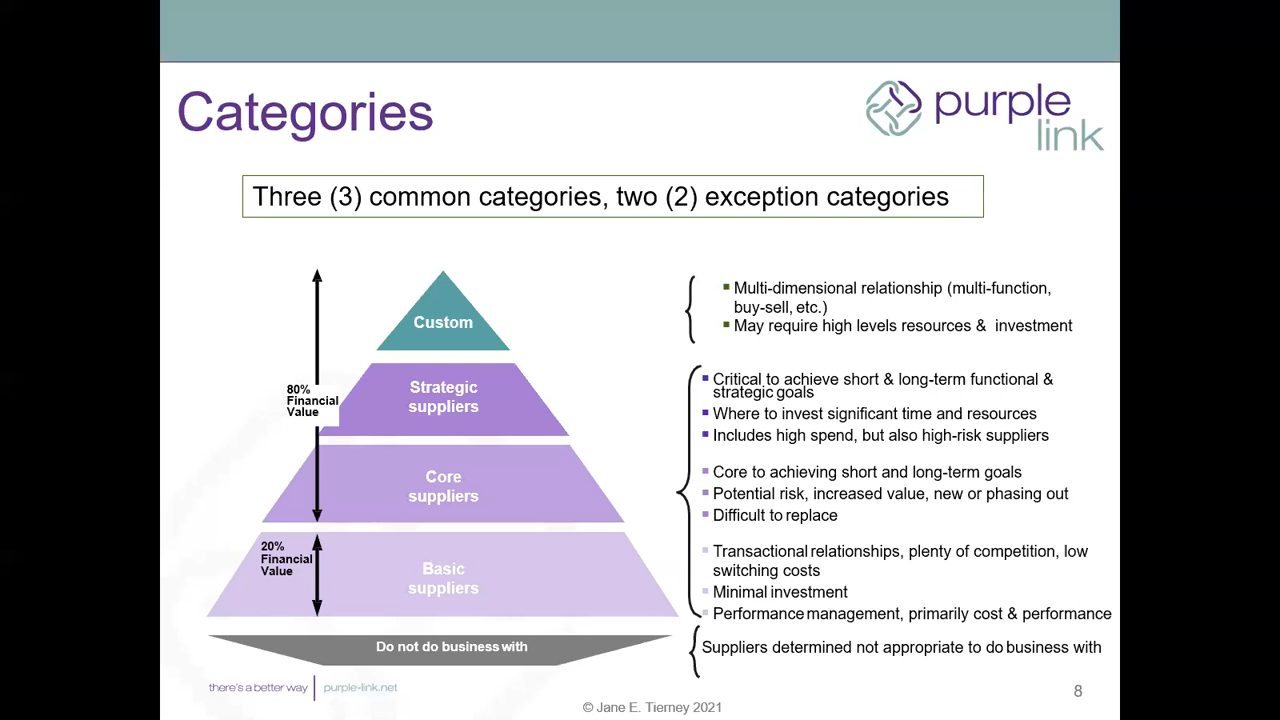 Categories
purple
link
Three (3) common categories, two (2) exception categories
Custom
Strategic
suppliers
80%
Financial
Value
Core
suppliers
20%
Financial
Value
Basic
suppliers
Do not do business with
▪ Multi-dimensional relationship (multi-function,
buy-sell, etc.)
▪ May require high levels resources & investment
▪ Critical to achieve short & long-term functional &
strategic goals
▪ Where to invest significant time and resources
▪ Includes high spend, but also high-risk suppliers
▪ Core to achieving short and long-term goals
▪ Potential risk, increased value, new or phasing out
▪ Difficult to replace
▪ Transactional relationships, plenty of competition, low
switching costs
▪ Minimal investment
▪ Performance management, primarily cost & performance
Suppliers determined not appropriate to do business with
there's a better way | purple-link.net
© Jane E. Tierney 2021
8